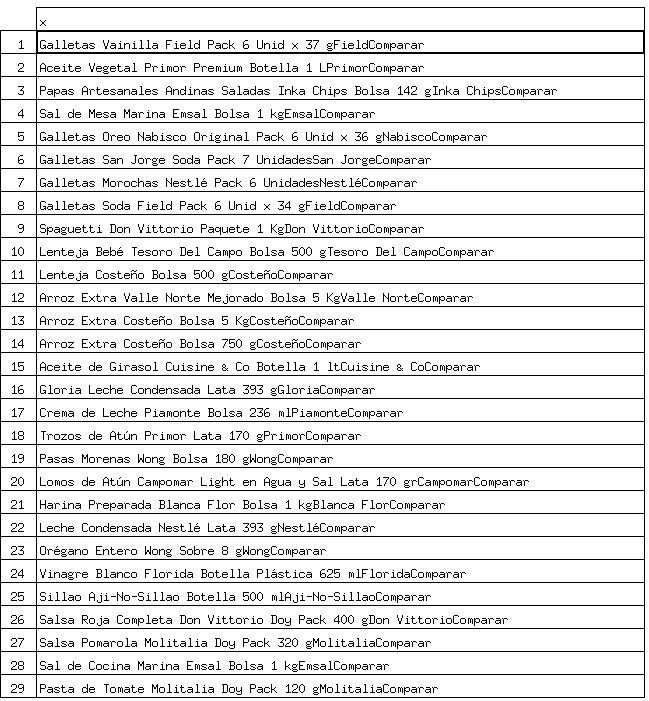 x
1 Galletas Vainilla Field Pack 6 Unid x 37 gFieldComparar
2 Aceite Vegetal Primor Premium Botella 1 LPrimorComparar
3 Papas Artesanales Andinas Saladas Inka Chips Bolsa 142 gInka ChipsComparar
4 Sal de Mesa Marina Emsal Bolsa 1 kgEmsalComparar
5 Galletas Oreo Nabisco Original Pack 6 Unid x 36 gNabiscoComparar
6 Galletas San Jorge Soda Pack 7 UnidadesSan JorgeComparar
7 Galletas Morochas Nestlé Pack 6 UnidadesNestléComparar
8 Galletas Soda Field Pack 6 Unid x 34 gFieldComparar
9 Spaguetti Don Vittorio Paquete 1 KgDon VittorioComparar
10 Lenteja Bebé Tesoro Del Campo Bolsa 500 gTesoro Del CampoComparar
11 Lenteja Costeño Bolsa 500 gCosteñoComparar
12 Arroz Extra Valle Norte Mejorado Bolsa 5 KgValle NorteComparar
13 Arroz Extra Costeño Bolsa 5 KgCosteñoComparar
14 Arroz Extra Costeño Bolsa 750 gCosteñoComparar
15 Aceite de Girasol Cuisine & Co Botella 1 ltCuisine & CoComparar
16 Gloria Leche Condensada Lata 393 gGloriaComparar
17 Crema de Leche Piamonte Bolsa 236 mlPiamonteComparar
18 Trozos de Atún Primor Lata 170 gPrimorComparar
19 Pasas Morenas Wong Bolsa 180 gWongComparar
20 Lomos de Atún Campomar Light en Agua y Sal Lata 170 grCampomarComparar
21 Harina Preparada Blanca Flor Bolsa 1 kgBlanca FlorComparar
22 Leche Condensada Nestlé Lata 393 gNestléComparar
23 Orégano Entero Wong Sobre 8 gWongComparar
24 Vinagre Blanco Florida Botella Plástica 625 mlFloridaComparar
25 Sillao Aji-No-Sillao Botella 500 mlAji-No-SillaoComparar
26 Salsa Roja Completa Don Vittorio Doy Pack 400 gDon VittorioComparar
27 Salsa Pomarola Molitalia Doy Pack 320 gMolitaliaComparar
28 Sal de Cocina Marina Emsal Bolsa 1 kgEmsalComparar
29 Pasta de Tomate Molitalia Doy Pack 120 gMolitaliaComparar